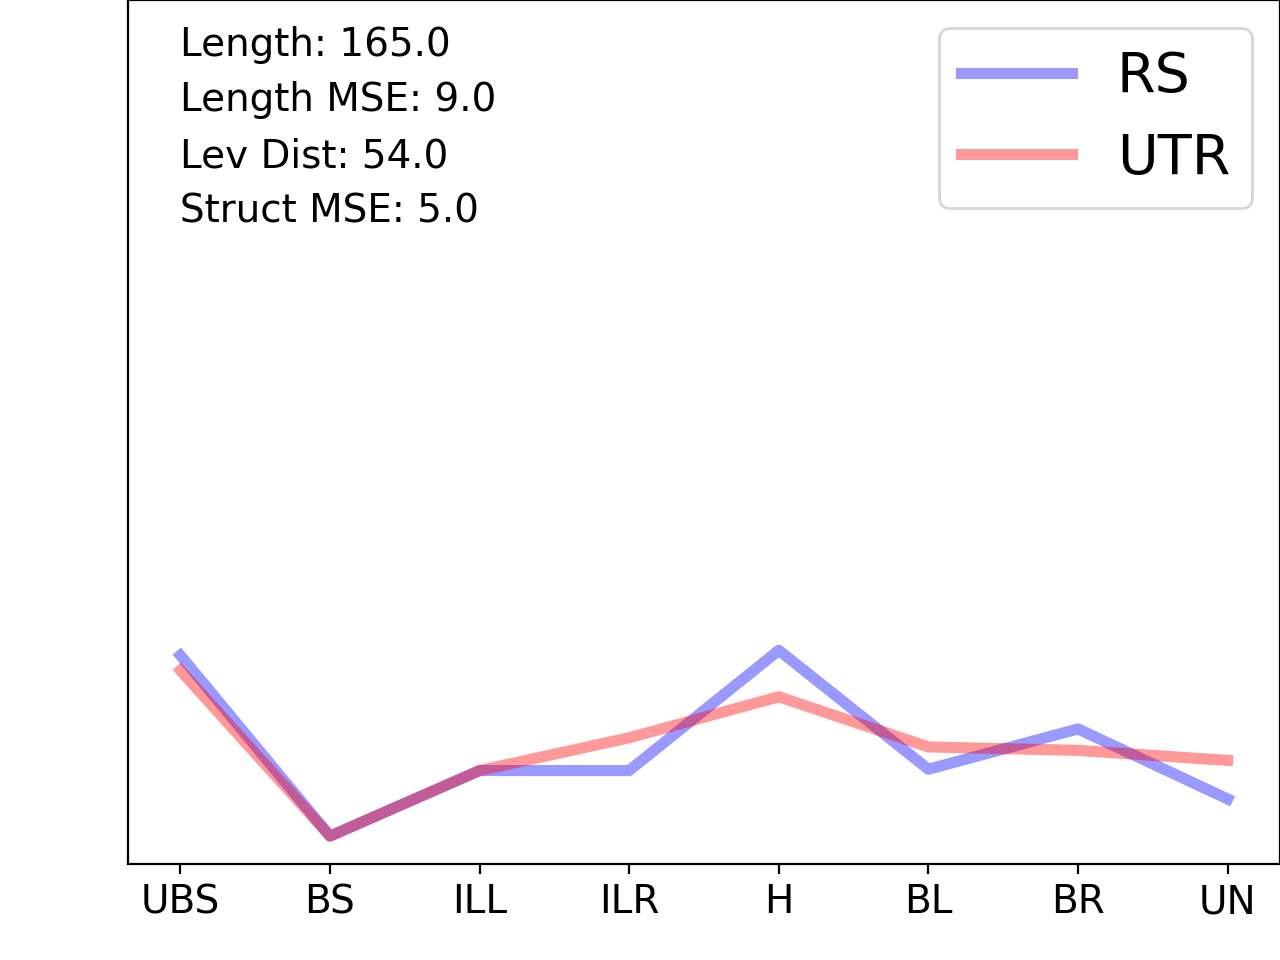 Length: 165.0
Length MSE: 9.0
Lev Dist: 54.0
Struct MSE: 5.0
RS
UTR
UBS BS ILL ILR H BL BR UN